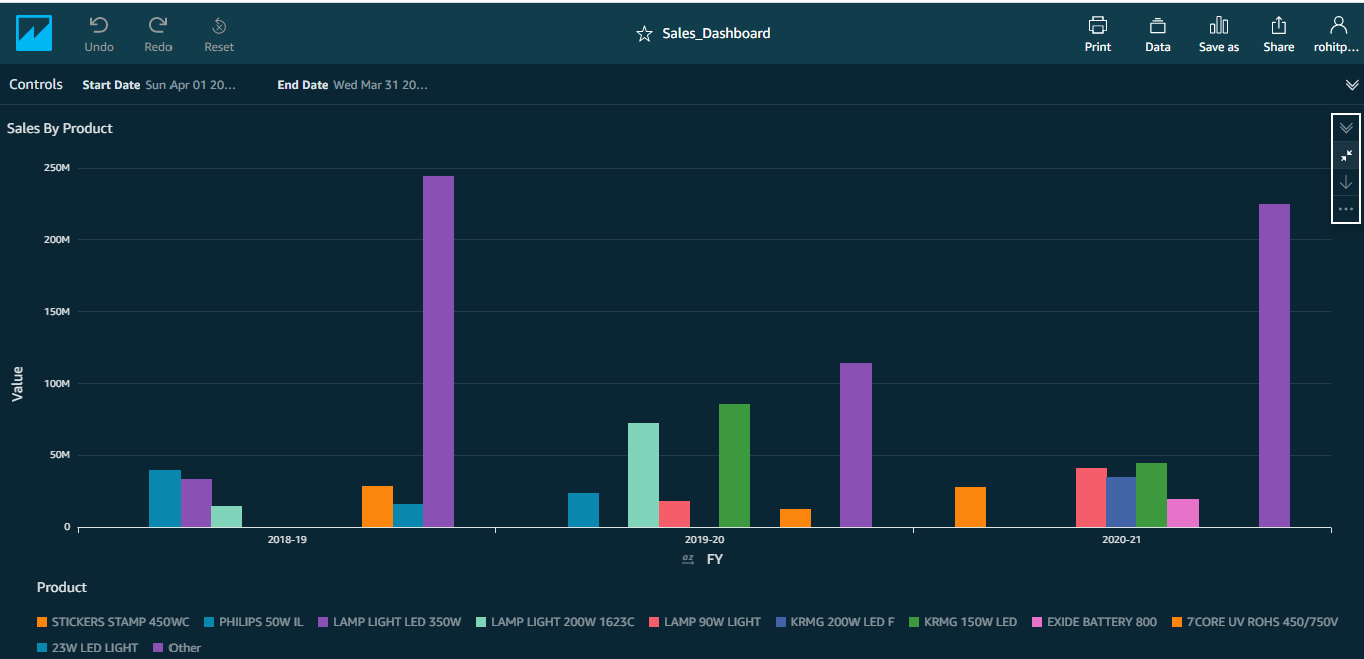 Undo Redo Reset Sales_Dashboard Print Data Save as Share rohitp...
Controls Start Date Sun Apr 01 20... End Date Wed Mar 31 20...
Sales By Product
250M
200M
150M
100M
50M
0
Value
2018-19 2019-20 2020-21
az FY
Product
STICKERS STAMP 450WC PHILIPS 50W IL LAMP LIGHT LED 350W LAMP LIGHT 200W 1623C LAMP 90W LIGHT KRMG 200W LED F KRMG 150W LED EXIDE BATTERY 800 7CORE UV ROHS 450/750V
23W LED LIGHT Other